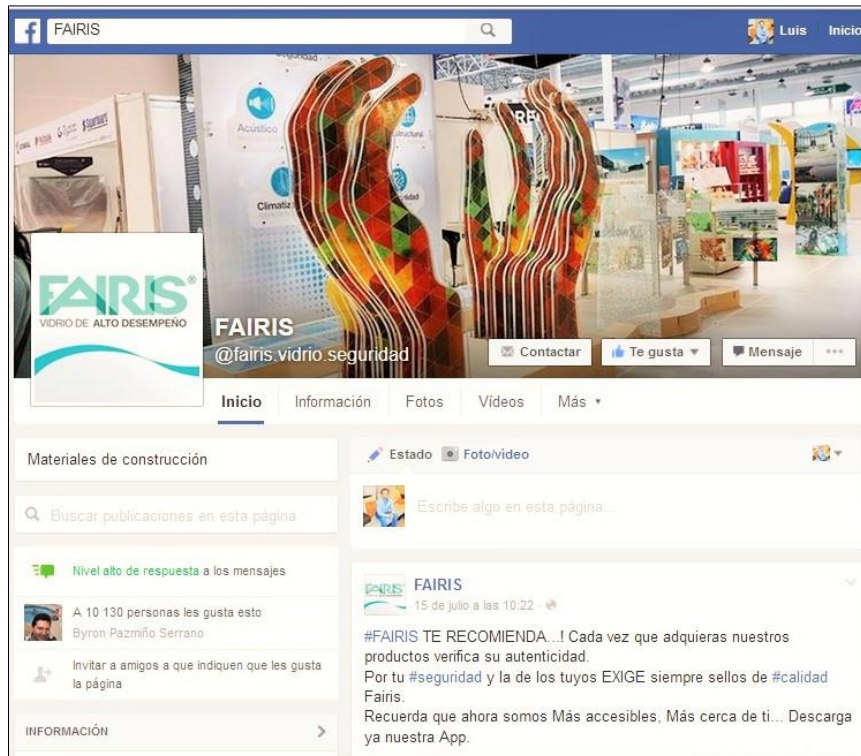 FAIRIS
Luis Inicio
seguridad
Acústico
structural
Climatiz
FAIRIS®
VIDRIO DE ALTO DESEMPEÑO
FAIRIS
@fairis.vidrio.seguridad
Contactar Te gusta Mensaje
Inicio Información Fotos Vídeos Más
Materiales de construcción
Buscar publicaciones en esta página
Nivel alto de respuesta a los mensajes
A 10 130 personas les gusta esto
Byron Pazmiño Serrano
Invitar a amigos a que indiquen que les gusta
la página
INFORMACIÓN
Estado Foto/video
Escribe algo en esta página...
FAIRIS
FAIRIS
15 de julio a las 10:22 ·
#FAIRIS TE RECOMIENDA...! Cada vez que adquieras nuestros
productos verifica su autenticidad.
Por tu #seguridad y la de los tuyos EXIGE siempre sellos de #calidad
Fairis.
Recuerda que ahora somos Más accesibles, Más cerca de ti... Descarga
ya nuestra App.